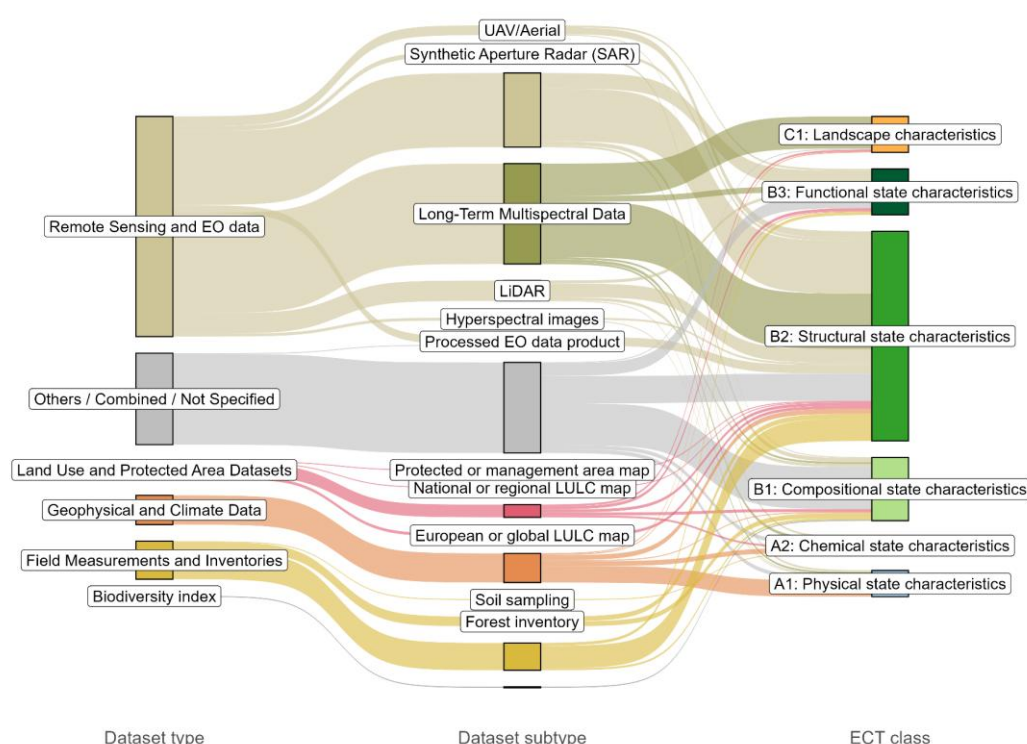 UAV/Aerial
Synthetic Aperture Radar (SAR)
C1: Landscape characteristics
B3: Functional state characteristics
Long-Term Multispectral Data
Remote Sensing and EO data
LiDAR
Hyperspectral images
B2: Structural state characteristics
Processed EO data product
Others / Combined / Not Specified
Land Use and Protected Area Datasets
Protected or management area map
National or regional LULC map
B1: Compositional state characteristics
Geophysical and Climate Data
European or global LULC map
A2: Chemical state characteristics
Field Measurements and Inventories
A1: Physical state characteristics
Biodiversity index
Soil sampling
Forest inventory
Dataset type
Dataset subtype
ECT class